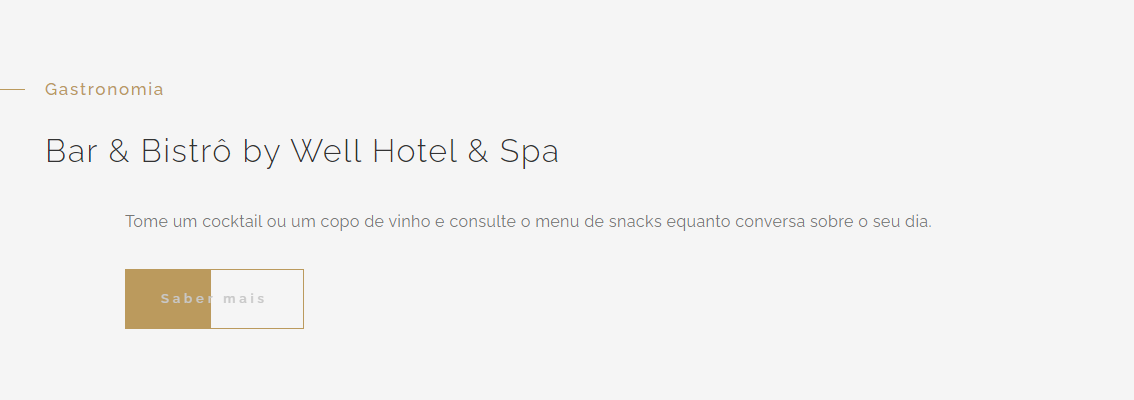 Gastronomia
Bar & Bistrô by Well Hotel & Spa
Tome um cocktail ou um copo de vinho e consulte o menu de snacks equanto conversa sobre o seu dia.
Saber mais